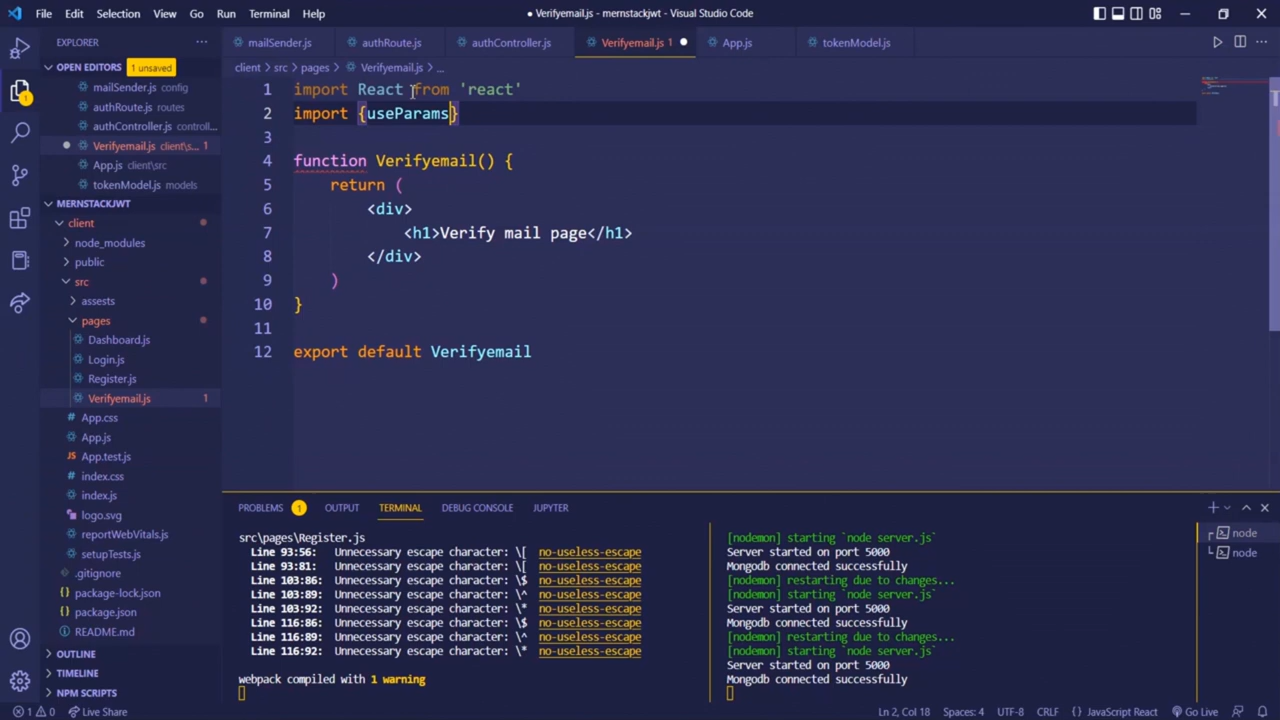 File Edit Selection View Go Run Terminal Help
● Verifyemail.js - mernstackjwt - Visual Studio Code
EXPLORER ...
mailSender.js authRoute.js authController.js Verifyemail.js 1 ● App.js tokenModel.js ...
OPEN EDITORS 1 unsaved
mailSender.js config
authRoute.js routes
authController.js controll...
Verifyemail.js client\s... 1
App.js client\src
tokenModel.js models
MERNSTACKJWT
client
node_modules
public
src
assests
pages
Dashboard.js
Login.js
Register.js
Verifyemail.js 1
App.css
App.js
App.test.js
index.css
index.js
logo.svg
reportWebVitals.js
setupTests.js
.gitignore
package-lock.json
package.json
README.md
OUTLINE
TIMELINE
NPM SCRIPTS
client > src > pages > Verifyemail.js > ...
1 import React from 'react'
2 import {useParams}
3
4 function Verifyemail() {
5 return (
6 <div>
7 <h1>Verify mail page</h1>
8 </div>
9 )
10 }
11
12 export default Verifyemail
PROBLEMS 1 OUTPUT TERMINAL DEBUG CONSOLE JUPYTER
src\pages\Register.js
Line 93:56: Unnecessary escape character: \[ no-useless-escape
Line 93:81: Unnecessary escape character: \[ no-useless-escape
Line 103:86: Unnecessary escape character: \$ no-useless-escape
Line 103:89: Unnecessary escape character: \^ no-useless-escape
Line 103:92: Unnecessary escape character: \* no-useless-escape
Line 116:86: Unnecessary escape character: \$ no-useless-escape
Line 116:89: Unnecessary escape character: \^ no-useless-escape
Line 116:92: Unnecessary escape character: \* no-useless-escape
webpack compiled with 1 warning
[nodemon] starting `node server.js`
Server started on port 5000
Mongodb connected successfully
[nodemon] restarting due to changes...
[nodemon] starting `node server.js`
Server started on port 5000
Mongodb connected successfully
[nodemon] restarting due to changes...
[nodemon] starting `node server.js`
Server started on port 5000
Mongodb connected successfully
node
node
1 0 Live Share
Ln 2, Col 18 Spaces: 4 UTF-8 CRLF {} JavaScript React Go Live